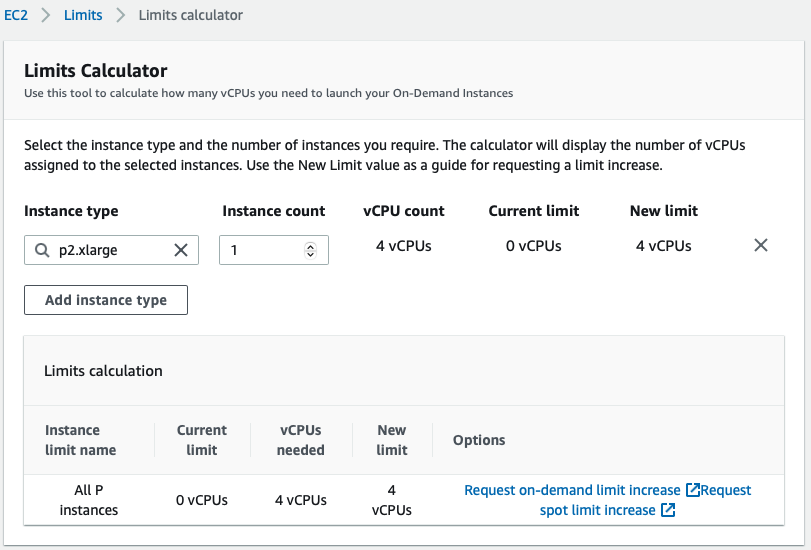 EC2 > Limits > Limits calculator
Limits Calculator
Use this tool to calculate how many vCPUs you need to launch your On-Demand Instances
Select the instance type and the number of instances you require. The calculator will display the number of vCPUs
assigned to the selected instances. Use the New Limit value as a guide for requesting a limit increase.
Instance type Instance count vCPU count Current limit New limit
p2.xlarge 1 4 vCPUs 0 vCPUs 4 vCPUs
Add instance type
Limits calculation
Instance limit name
Current limit
vCPUs needed
New limit
Options
All P instances
0 vCPUs
4 vCPUs
4 vCPUs
Request on-demand limit increase Request
spot limit increase